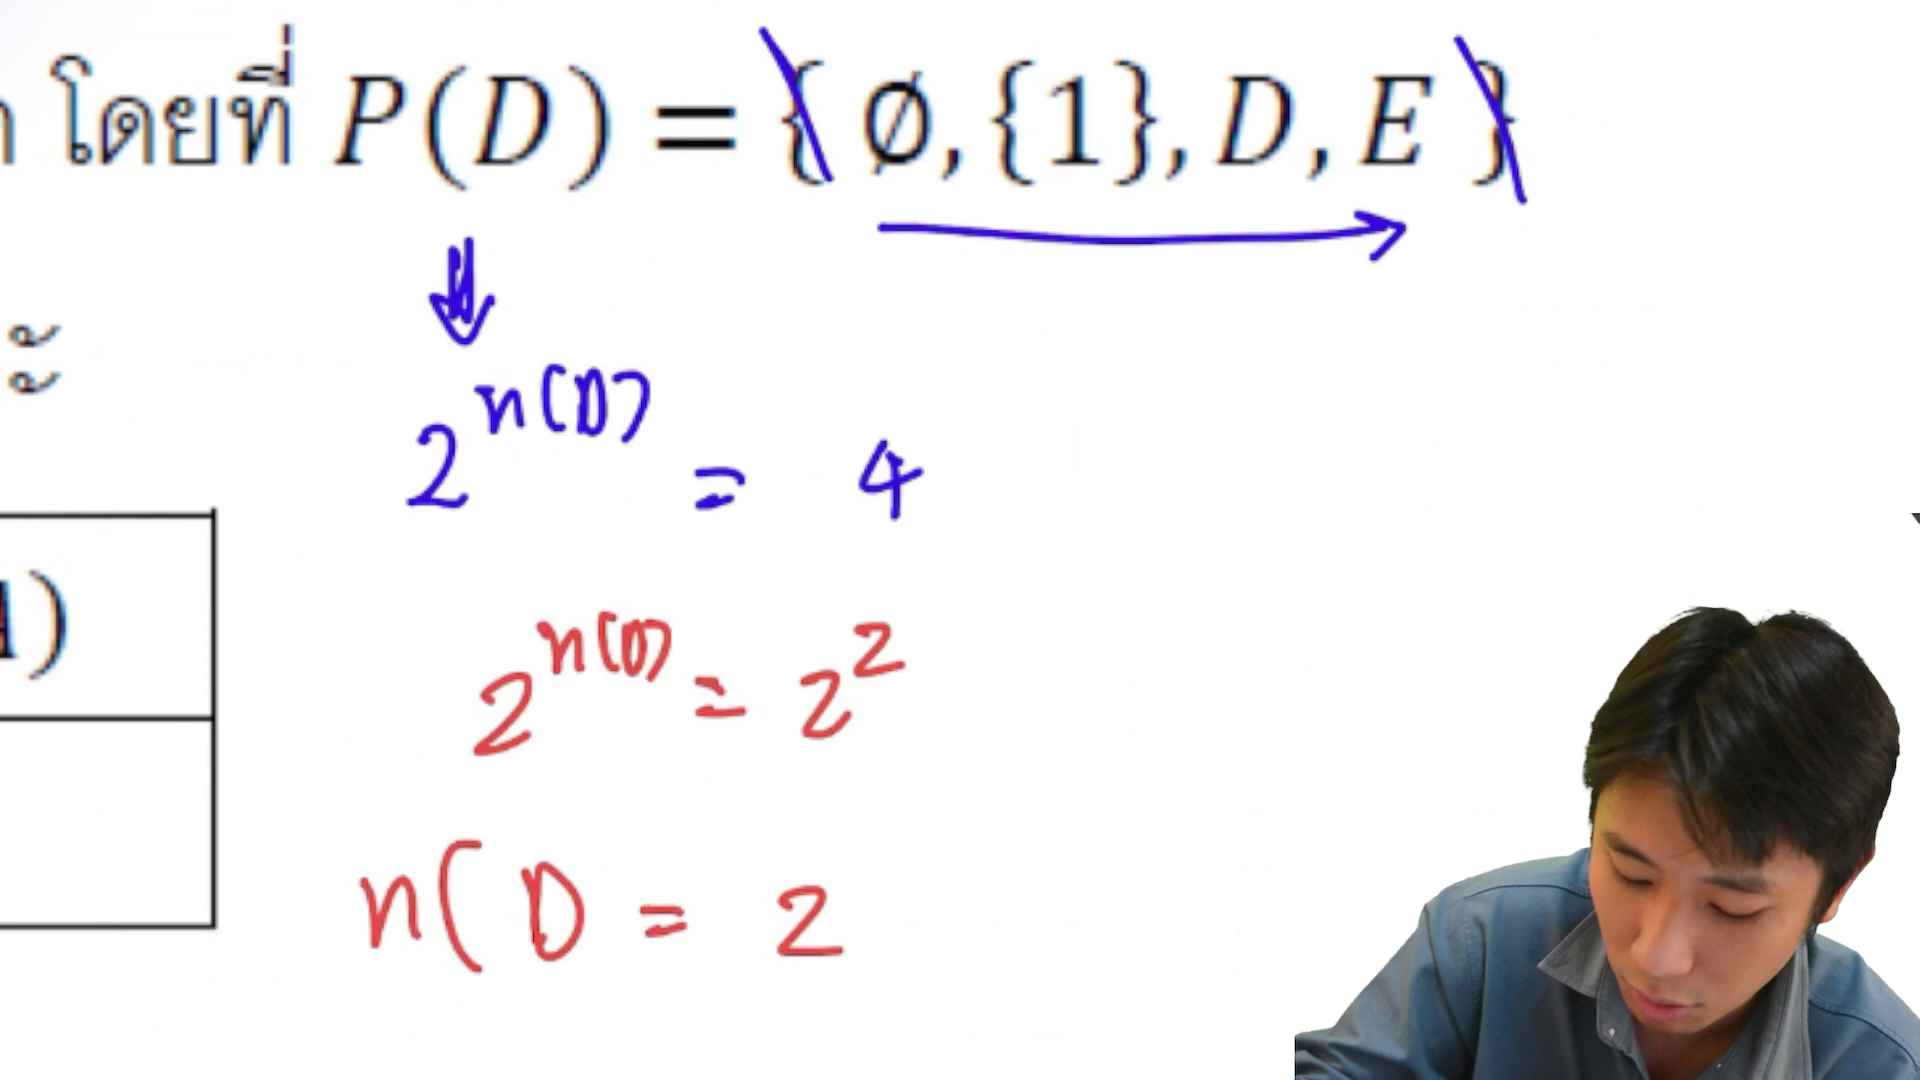 โดยที่ P(D) = { ∅, {1}, D, E }
2^n(D) = 4
2^n(D) = 2^2
n(D = 2